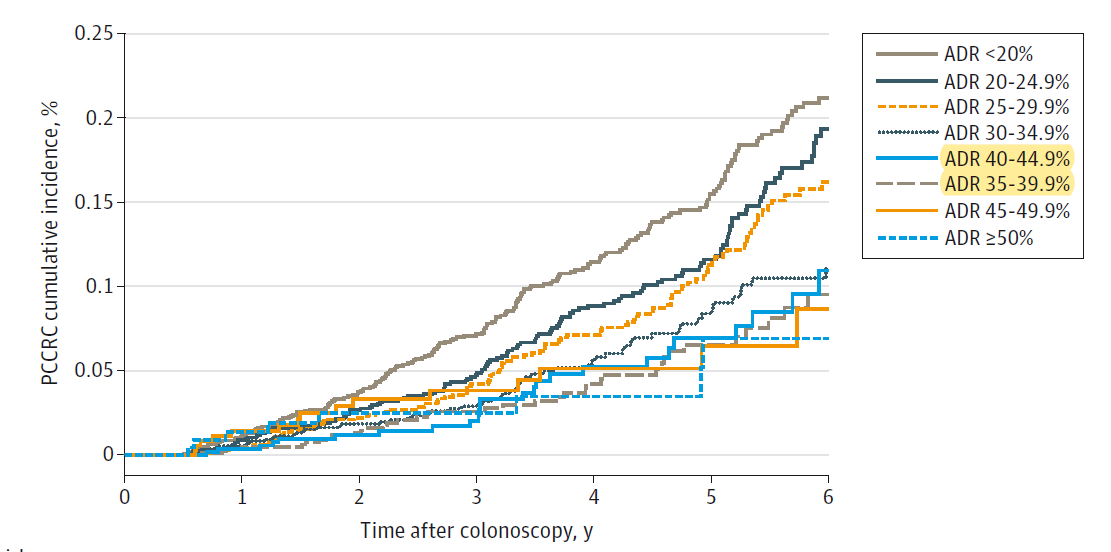 0.25
0.2
0.15
0.1
0.05
0
PCCRC cumulative incidence, %
0 1 2 3 4 5 6
Time after colonoscopy, y
ADR <20%
ADR 20-24.9%
ADR 25-29.9%
ADR 30-34.9%
ADR 40-44.9%
ADR 35-39.9%
ADR 45-49.9%
ADR ≥50%